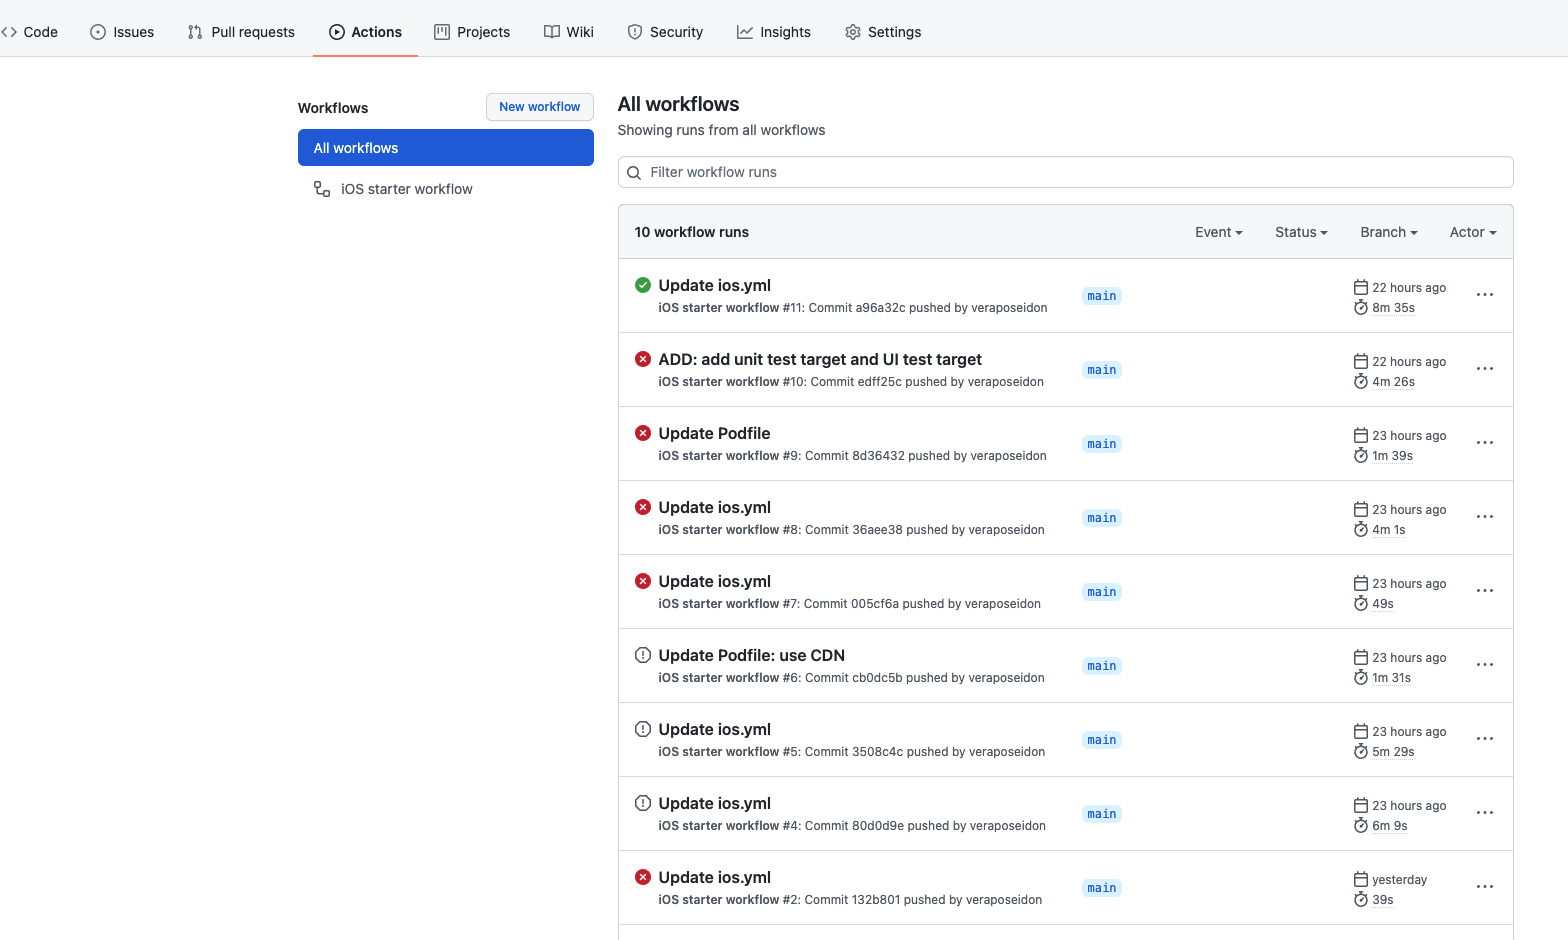 Code Issues Pull requests Actions Projects Wiki Security Insights Settings
Workflows
New workflow
All workflows
iOS starter workflow
All workflows
Showing runs from all workflows
Filter workflow runs
10 workflow runs Event Status Branch Actor
Update ios.yml
iOS starter workflow #11: Commit a96a32c pushed by veraposeidon
main
22 hours ago
8m 35s
ADD: add unit test target and UI test target
iOS starter workflow #10: Commit edff25c pushed by veraposeidon
main
22 hours ago
4m 26s
Update Podfile
iOS starter workflow #9: Commit 8d36432 pushed by veraposeidon
main
23 hours ago
1m 39s
Update ios.yml
iOS starter workflow #8: Commit 36aee38 pushed by veraposeidon
main
23 hours ago
4m 1s
Update ios.yml
iOS starter workflow #7: Commit 005cf6a pushed by veraposeidon
main
23 hours ago
49s
Update Podfile: use CDN
iOS starter workflow #6: Commit cb0dc5b pushed by veraposeidon
main
23 hours ago
1m 31s
Update ios.yml
iOS starter workflow #5: Commit 3508c4c pushed by veraposeidon
main
23 hours ago
5m 29s
Update ios.yml
iOS starter workflow #4: Commit 80d0d9e pushed by veraposeidon
main
23 hours ago
6m 9s
Update ios.yml
iOS starter workflow #2: Commit 132b801 pushed by veraposeidon
main
yesterday
39s